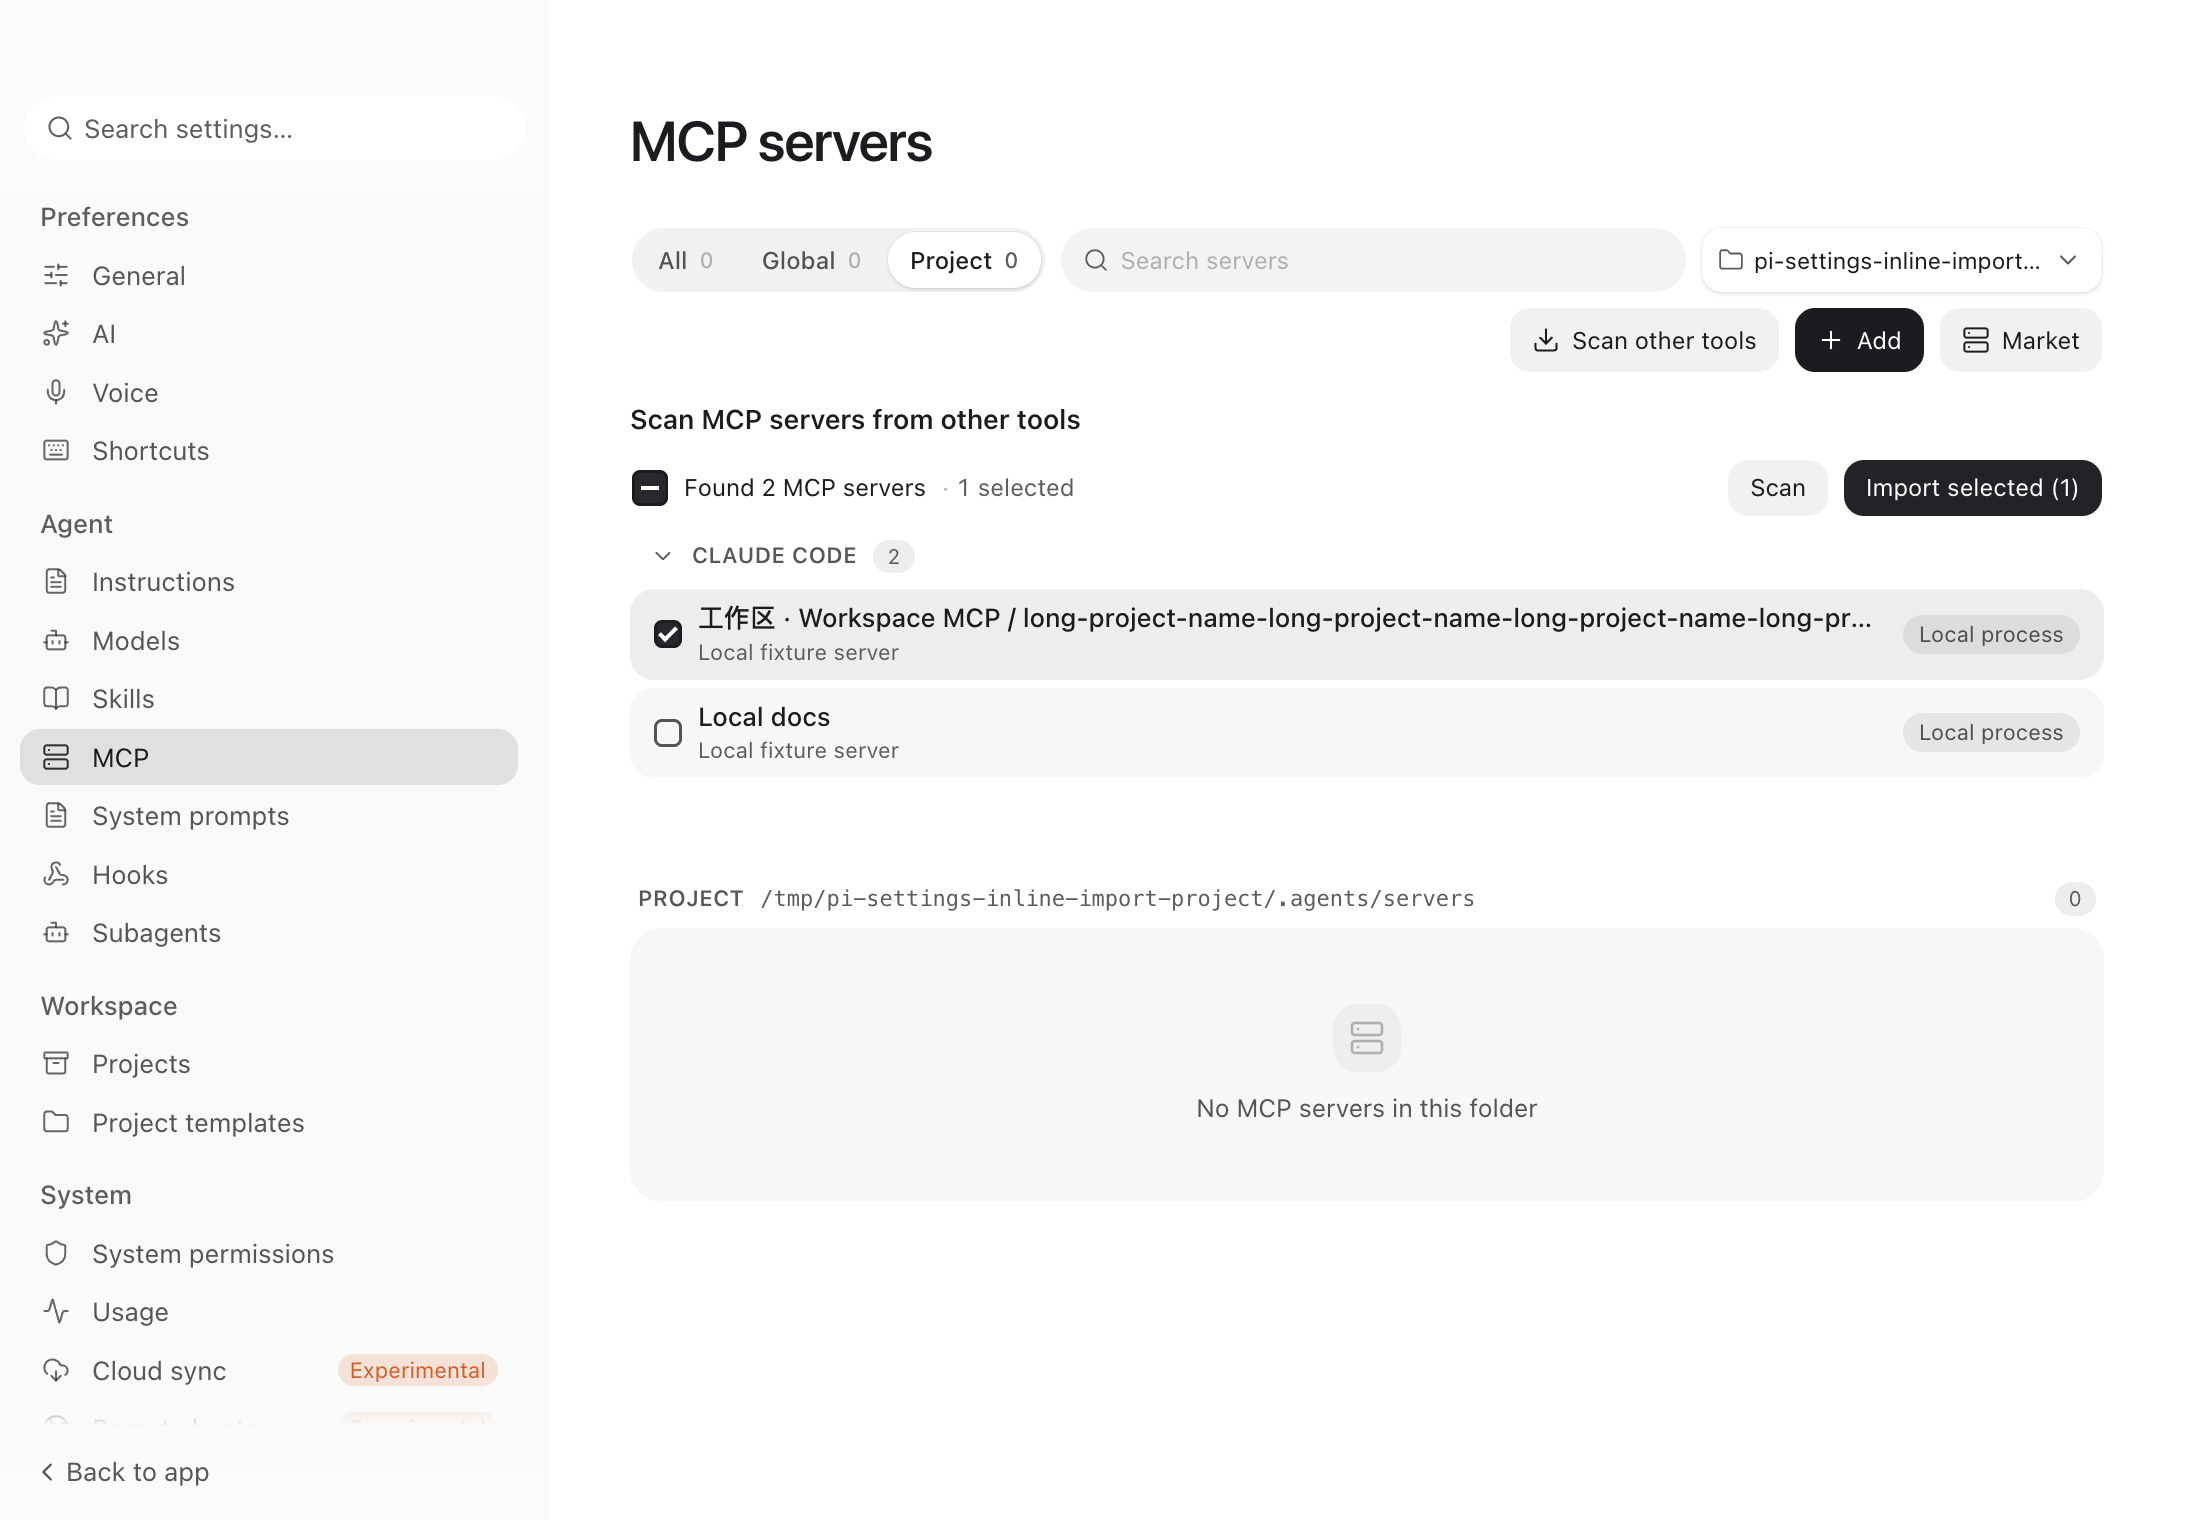 Search settings...
Preferences
General
AI
Voice
Shortcuts
Agent
Instructions
Models
Skills
MCP
System prompts
Hooks
Subagents
Workspace
Projects
Project templates
System
System permissions
Usage
Cloud sync Experimental
Back to app
MCP servers
All 0 Global 0 Project 0 Search servers pi-settings-inline-import...
Scan other tools Add Market
Scan MCP servers from other tools
Found 2 MCP servers · 1 selected Scan Import selected (1)
CLAUDE CODE 2
工作区 · Workspace MCP / long-project-name-long-project-name-long-project-name-long-pr... Local process
Local fixture server
Local docs Local process
Local fixture server
PROJECT /tmp/pi-settings-inline-import-project/.agents/servers 0
No MCP servers in this folder